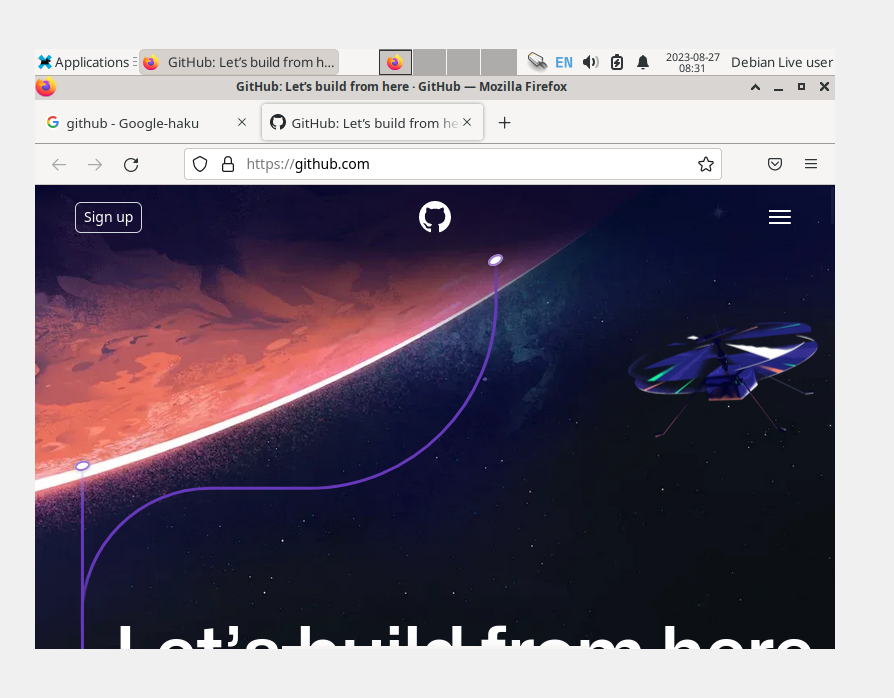 Applications
GitHub: Let's build from h...
EN
2023-08-27
08:31
Debian Live user
GitHub: Let's build from here · GitHub — Mozilla Firefox
github - Google-haku
GitHub: Let's build from he
https://github.com
Sign up
Let's build from here